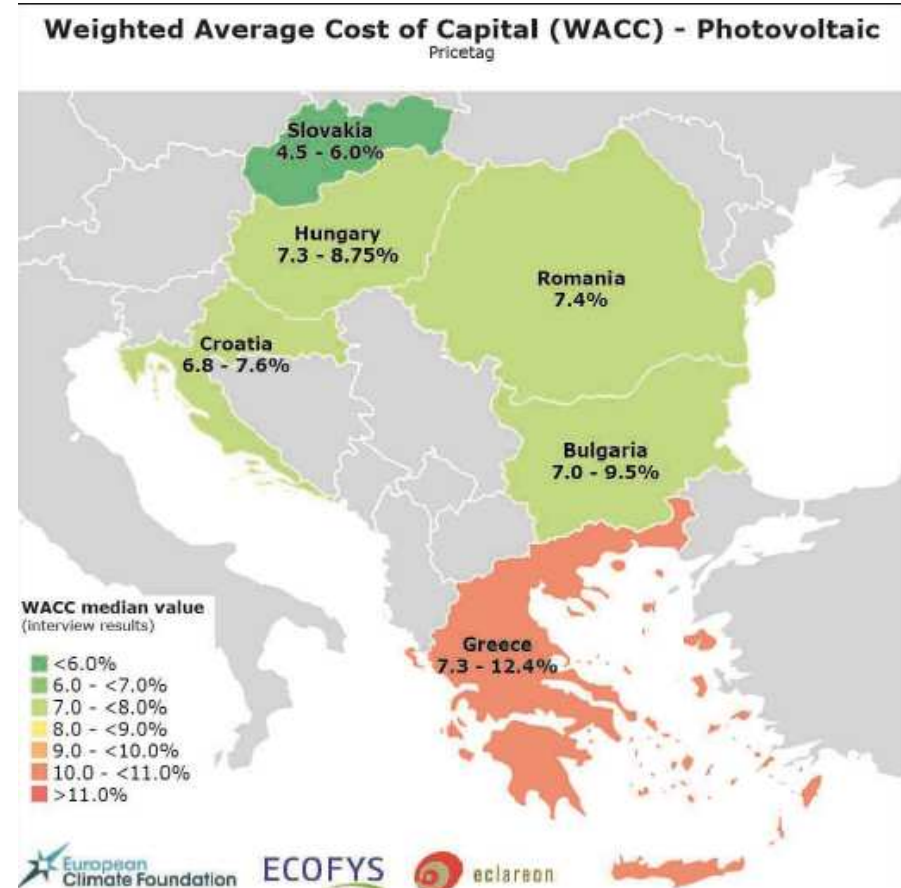 Weighted Average Cost of Capital (WACC) - Photovoltaic
Pricetag
Slovakia
4.5 - 6.0%
Hungary
7.3 - 8.75%
Romania
7.4%
Croatia
6.8 - 7.6%
Bulgaria
7.0 - 9.5%
Greece
7.3 - 12.4%
WACC median value
(interview results)
<6.0%
6.0 - <7.0%
7.0 - <8.0%
8.0 - <9.0%
9.0 - <10.0%
10.0 - <11.0%
>11.0%
European
Climate Foundation
ECOFYS
eclareon